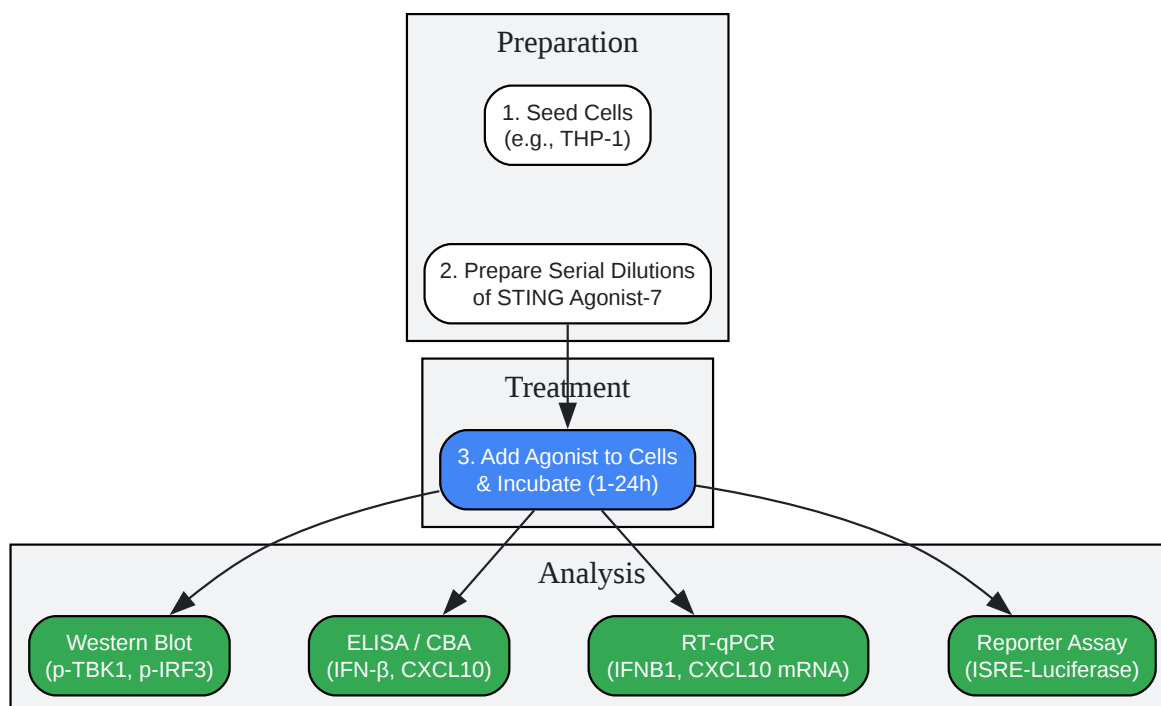 Preparation
1. Seed Cells
(e.g., THP-1)
2. Prepare Serial Dilutions
of STING Agonist-7
Treatment
3. Add Agonist to Cells
& Incubate (1-24h)
Analysis
Western Blot
(p-TBK1, p-IRF3)
ELISA / CBA
(IFN-β, CXCL10)
RT-qPCR
(IFNB1, CXCL10 mRNA)
Reporter Assay
(ISRE-Luciferase)